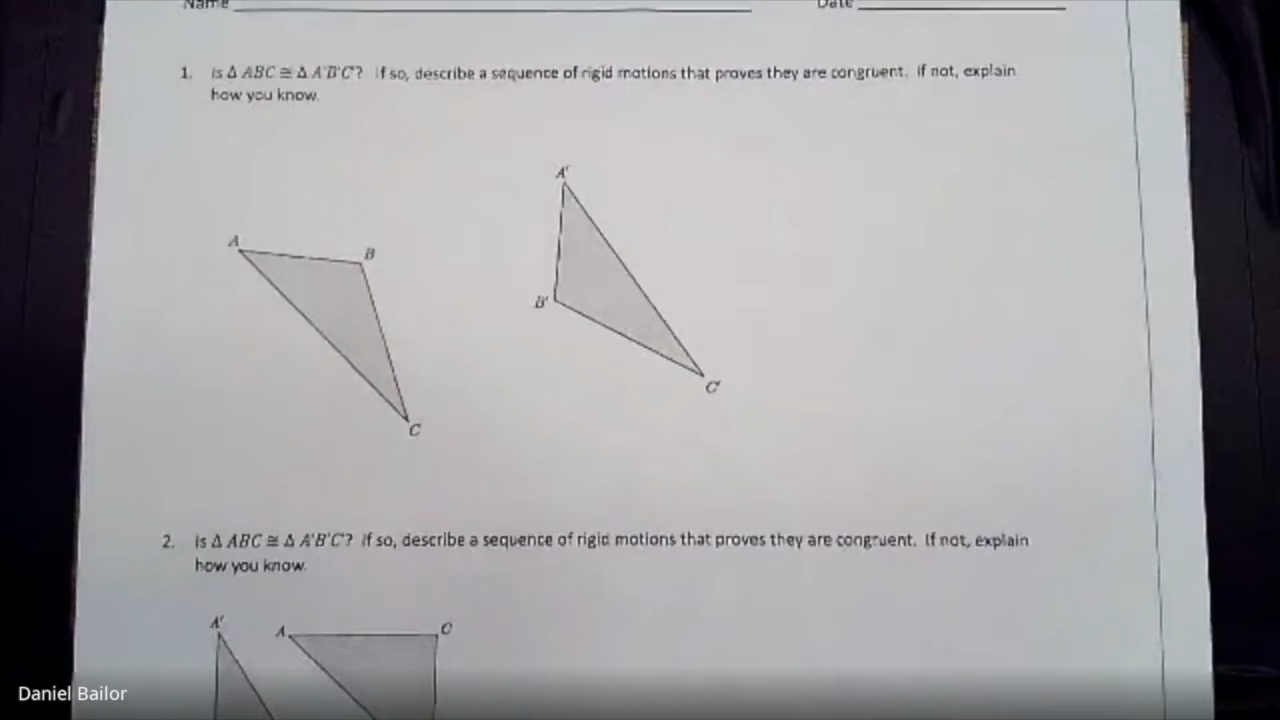 Name
Date
1. Is Δ ABC ≅ Δ A'B'C'? If so, describe a sequence of rigid motions that proves they are congruent. If not, explain
how you know.
A'
A
B
B'
C'
C
2. Is Δ ABC ≅ Δ A'B'C'? If so, describe a sequence of rigid motions that proves they are congruent. If not, explain
how you know.
A'
A
C
Daniel Bailor